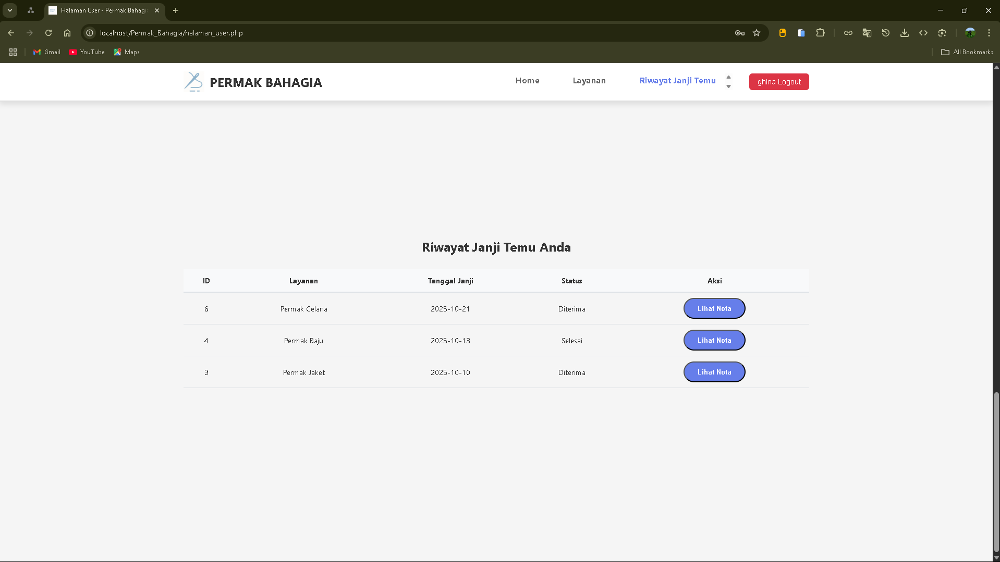 Halaman User - Permak Bahagia
localhost/Permak_Bahagia/halaman_user.php
Gmail
YouTube
Maps
All Bookmarks
PERMAK BAHAGIA
Home
Layanan
Riwayat Janji Temu
ghina Logout
Riwayat Janji Temu Anda
ID Layanan Tanggal Janji Status Aksi
6 Permak Celana 2025-10-21 Diterima Lihat Nota
4 Permak Baju 2025-10-13 Selesai Lihat Nota
3 Permak Jaket 2025-10-10 Diterima Lihat Nota